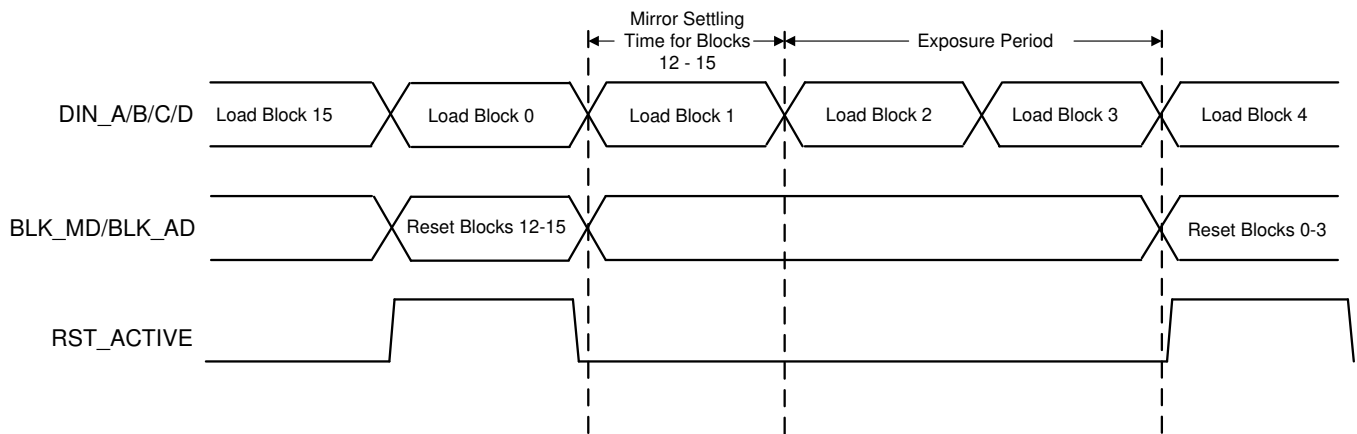 Mirror Settling
Time for Blocks
12 - 15
Exposure Period
DIN_A/B/C/D
Load Block 15
Load Block 0
Load Block 1
Load Block 2
Load Block 3
Load Block 4
BLK_MD/BLK_AD
Reset Blocks 12-15
Reset Blocks 0-3
RST_ACTIVE